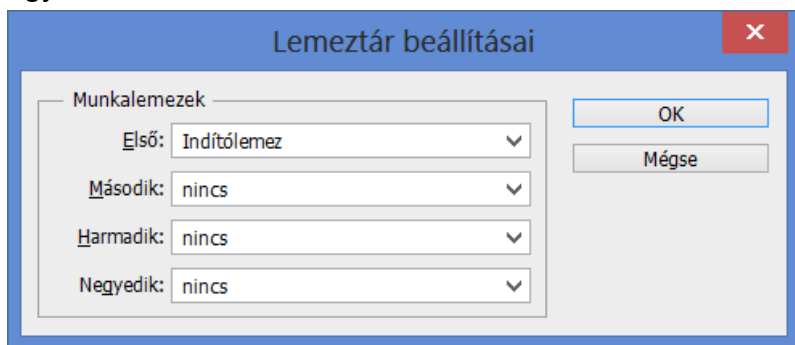 Lemeztár beállításai
Munkalemezek
Első: Indítólemez
Második: nincs
Harmadik: nincs
Negyedik: nincs
OK
Mégse